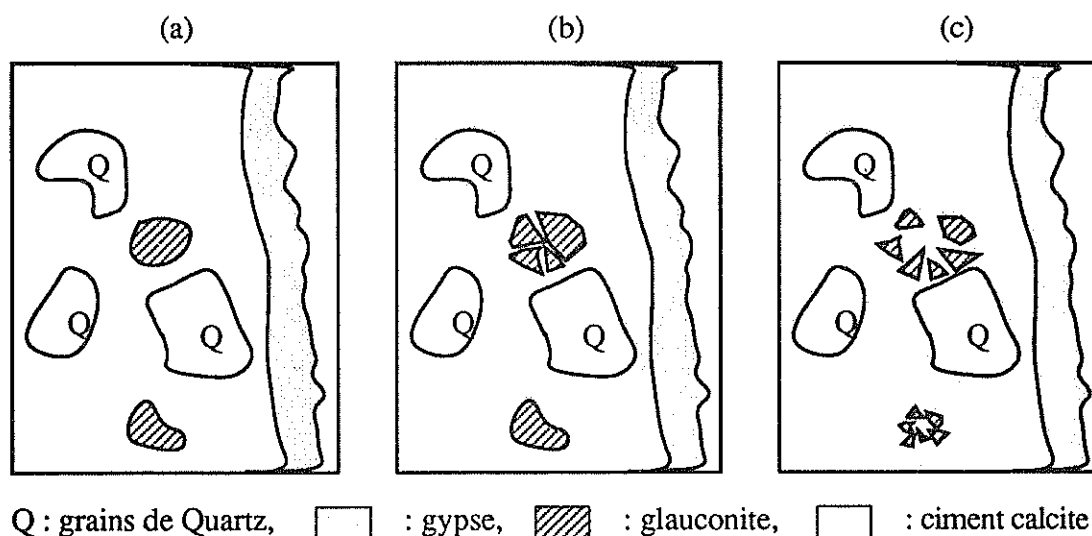 (a) (b) (c)
Q Q Q
Q Q Q
Q Q Q
Q : grains de Quartz, : gypse, : glauconite, : ciment calcite